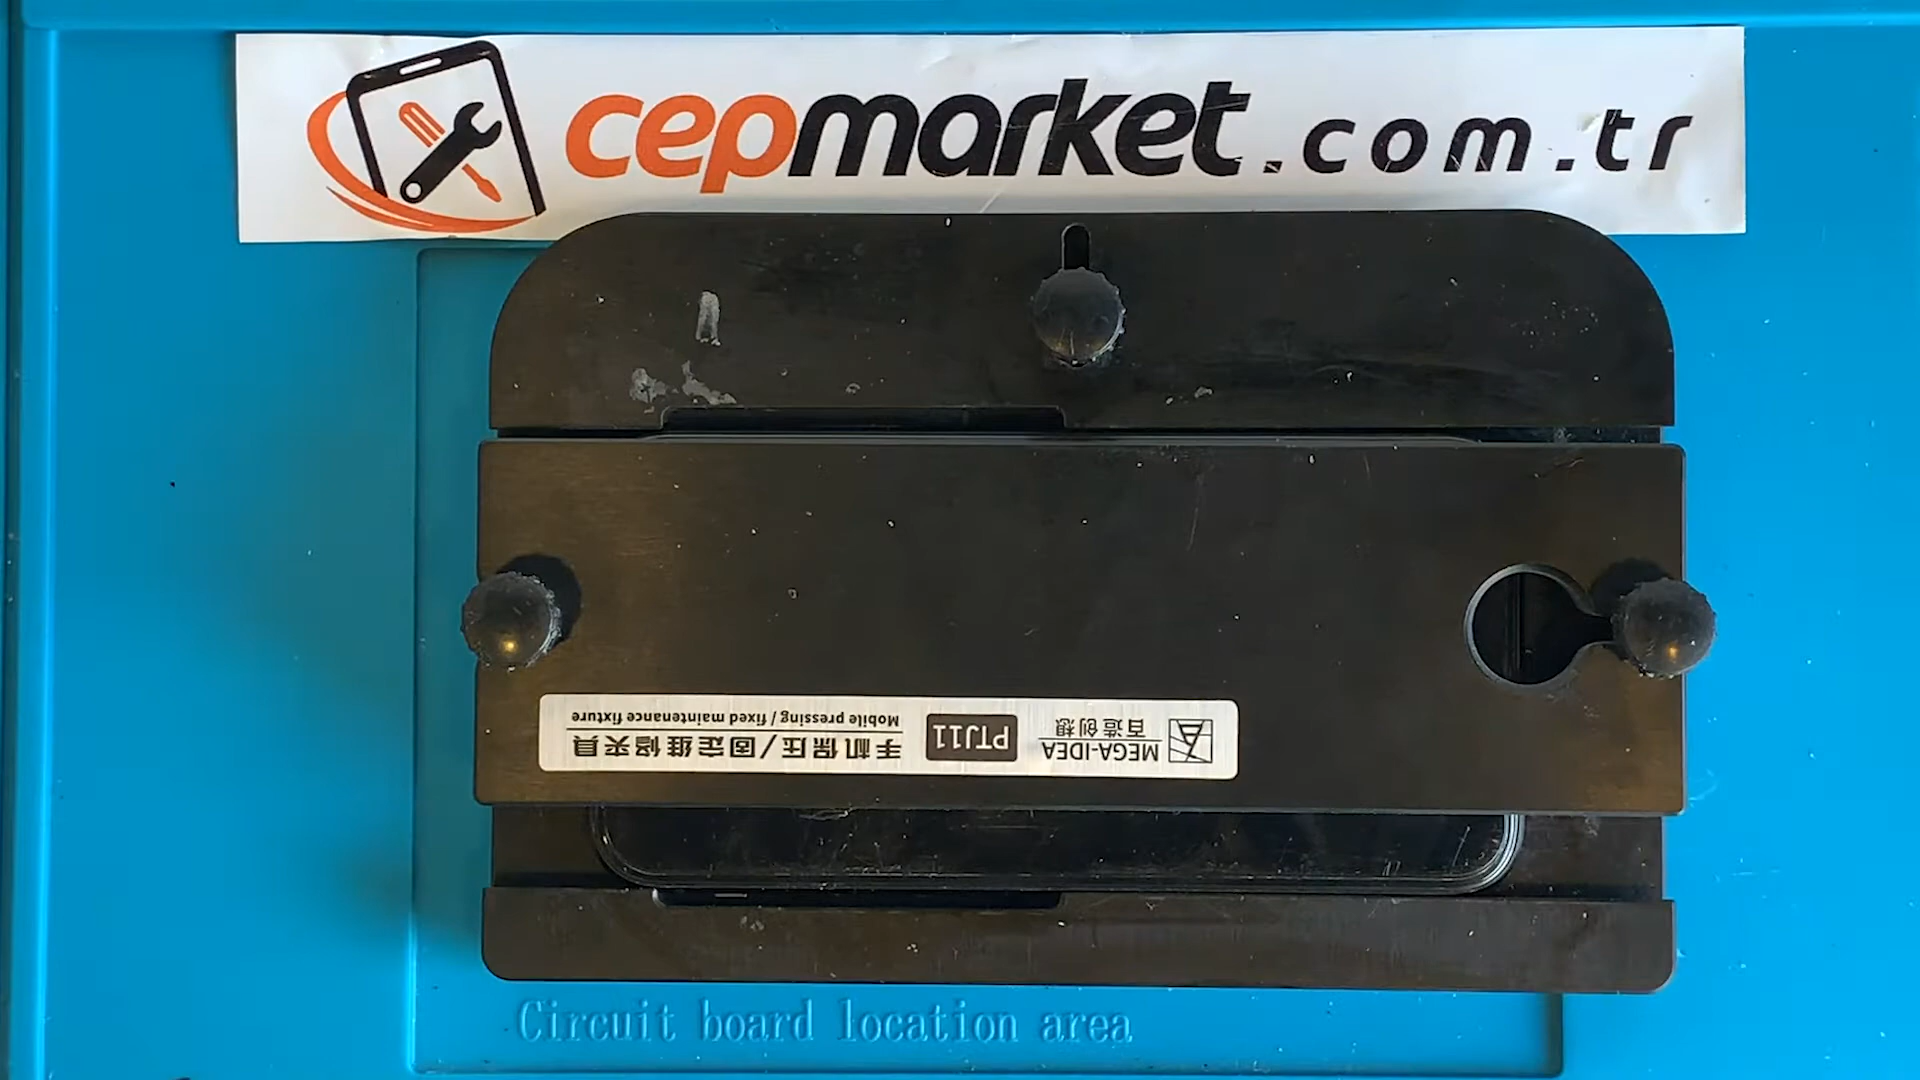 cepmarket.com.tr
MEGA-IDEA
百造创想
PTJ11
手机保压/固定维修夹具
Mobile pressing / fixed maintenance fixture
Circuit board location area